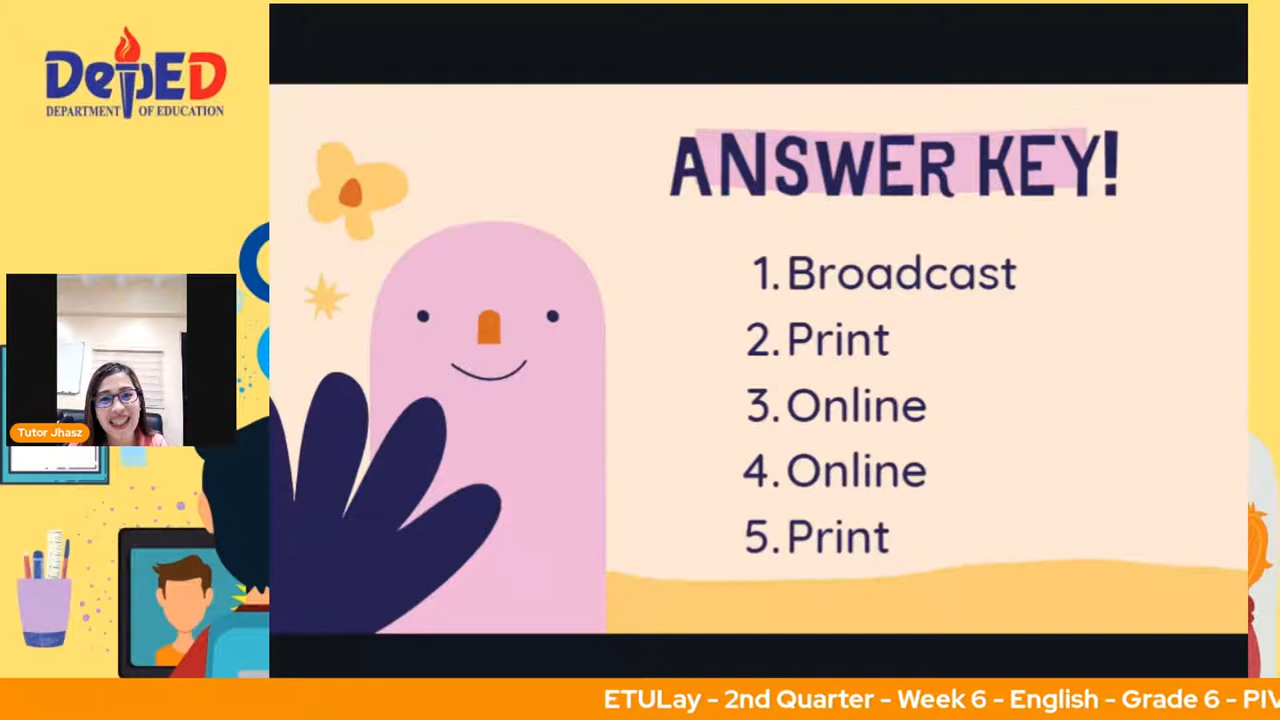 DepED
DEPARTMENT OF EDUCATION
ANSWER KEY!
1. Broadcast
2. Print
3. Online
4. Online
5. Print
Tutor Jhasz
ETULay - 2nd Quarter - Week 6 - English - Grade 6 - PIV